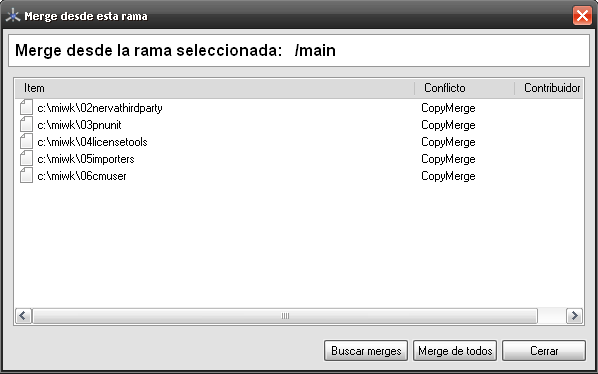 Merge desde esta rama
Merge desde la rama seleccionada: /main
Item Conflicto Contribuidor
c:\miwk\02nervathirdparty CopyMerge
c:\miwk\03pnunit CopyMerge
c:\miwk\04licensetools CopyMerge
c:\miwk\05importers CopyMerge
c:\miwk\06cmuser CopyMerge
Buscar merges Merge de todos Cerrar